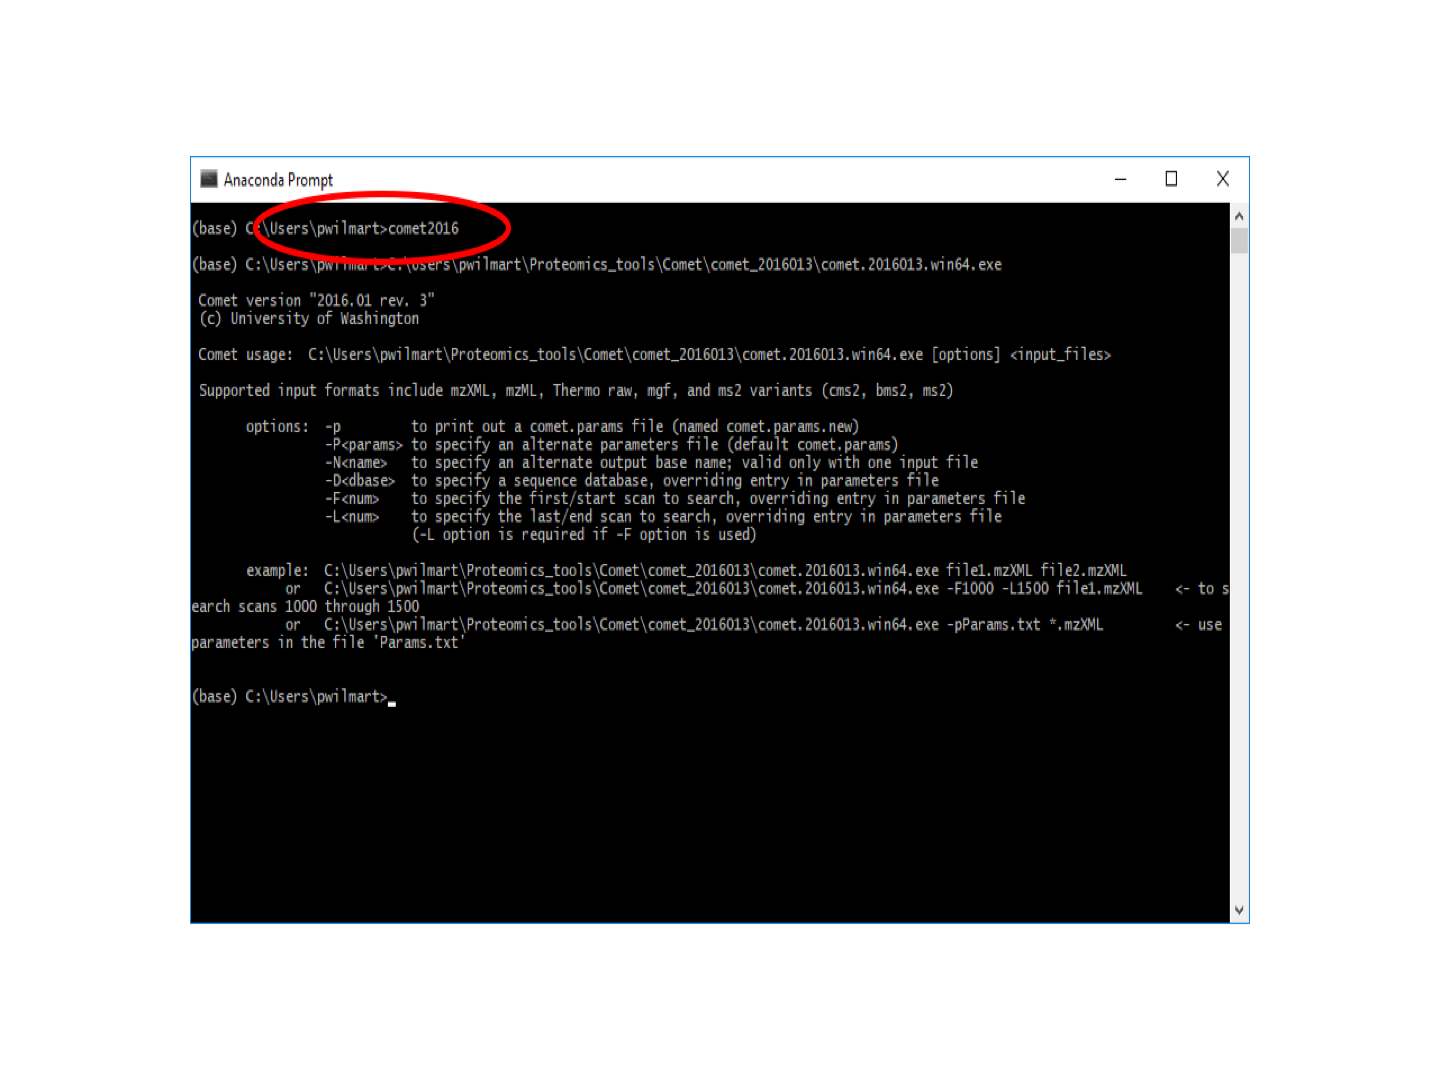 Anaconda Prompt
(base) C:\Users\pwilmart>comet2016
(base) C:\Users\pwilmart>C:\Users\pwilmart\Proteomics_tools\Comet\comet_2016013\comet.2016013.win64.exe
Comet version "2016.01 rev. 3"
(c) University of Washington
Comet usage:  C:\Users\pwilmart\Proteomics_tools\Comet\comet_2016013\comet.2016013.win64.exe [options] <input_files>
Supported input formats include mzXML, mzML, Thermo raw, mgf, and ms2 variants (cms2, bms2, ms2)
options:  -p         to print out a comet.params file (named comet.params.new)
-P<params> to specify an alternate parameters file (default comet.params)
-N<name>   to specify an alternate output base name; valid only with one input file
-D<dbase>  to specify a sequence database, overriding entry in parameters file
-F<num>    to specify the first/start scan to search, overriding entry in parameters file
-L<num>    to specify the last/end scan to search, overriding entry in parameters file
(-L option is required if -F option is used)
example:  C:\Users\pwilmart\Proteomics_tools\Comet\comet_2016013\comet.2016013.win64.exe file1.mzXML file2.mzXML
or   C:\Users\pwilmart\Proteomics_tools\Comet\comet_2016013\comet.2016013.win64.exe -F1000 -L1500 file1.mzXML    <- to s
earch scans 1000 through 1500
or   C:\Users\pwilmart\Proteomics_tools\Comet\comet_2016013\comet.2016013.win64.exe -pParams.txt *.mzXML         <- use
parameters in the file 'Params.txt'
(base) C:\Users\pwilmart>_